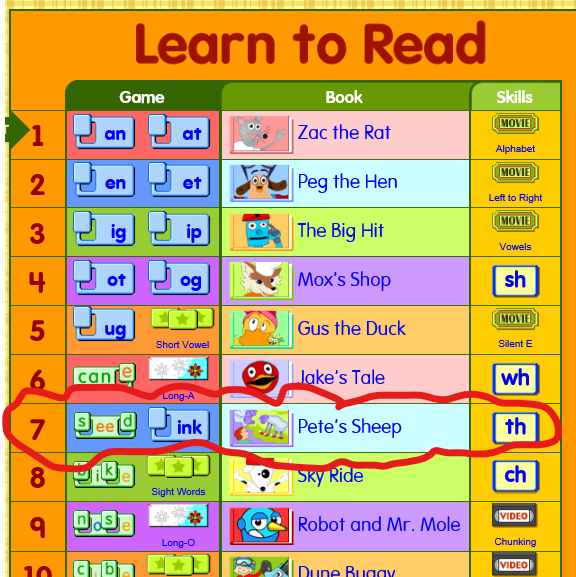 Learn to Read
Game Book Skills
1 an at Zac the Rat MOVIE
Alphabet
2 en et Peg the Hen MOVIE
Left to Right
3 ig ip The Big Hit MOVIE
Vowels
4 ot og Mox's Shop sh
5 ug Short Vowel Gus the Duck MOVIE
Silent E
6 cane Long-A Jake's Tale wh
7 seed ink Pete's Sheep th
8 bike Sight Words Sky Ride ch
9 nose Long-O Robot and Mr. Mole VIDEO
Chunking
10 cube Dune Buggy VIDEO